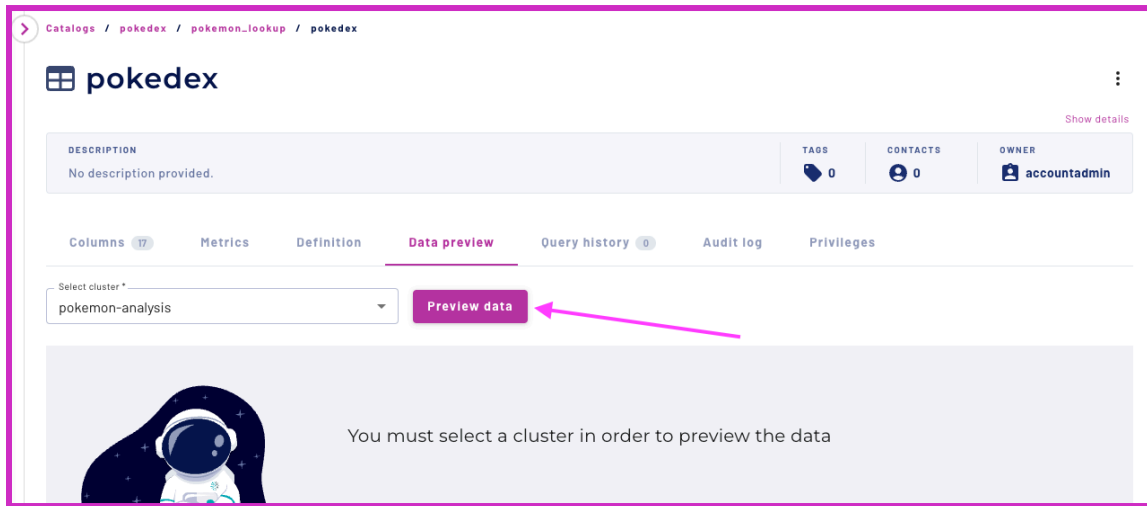 Catalogs / pokedex / pokemon_lookup / pokedex
pokedex
Show details
DESCRIPTION
No description provided.
TAGS
0
CONTACTS
0
OWNER
accountadmin
Columns 17 Metrics Definition Data preview Query history 0 Audit log Privileges
Select cluster *
pokemon-analysis
Preview data
You must select a cluster in order to preview the data